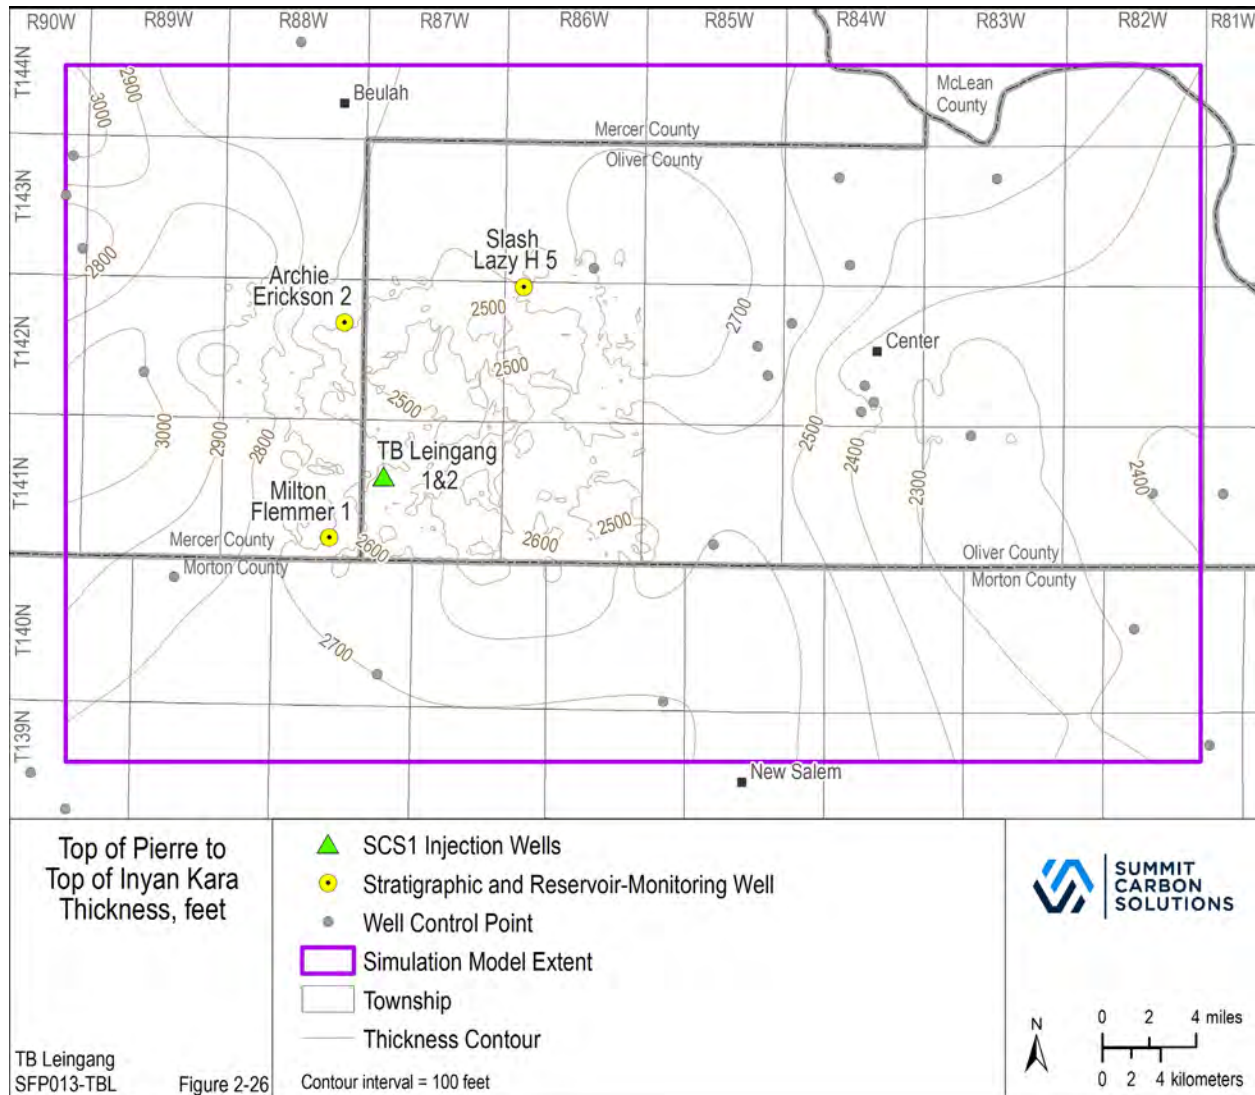 R90W R89W R88W R87W R86W R85W R84W R83W R82W R81W
T144N
T143N
T142N
T141N
T140N
T139N
2900
3000
Beulah
McLean
County
Mercer County
Oliver County
Slash
Lazy H 5
2800
Archie
Erickson 2
2500
2700
Center
2500
2500
2500
3000
2900
2800
2400
TB Leingang
1&2
2300
2400
Milton
Flemmer 1
2500
2600
2600
Mercer County
Morton County
Oliver County
Morton County
2700
New Salem
Top of Pierre to
Top of Inyan Kara
Thickness, feet
TB Leingang
SFP013-TBL
Figure 2-26
SCS1 Injection Wells
Stratigraphic and Reservoir-Monitoring Well
Well Control Point
Simulation Model Extent
Township
Thickness Contour
Contour interval = 100 feet
SUMMIT
CARBON
SOLUTIONS
N
0 2 4 miles
0 2 4 kilometers